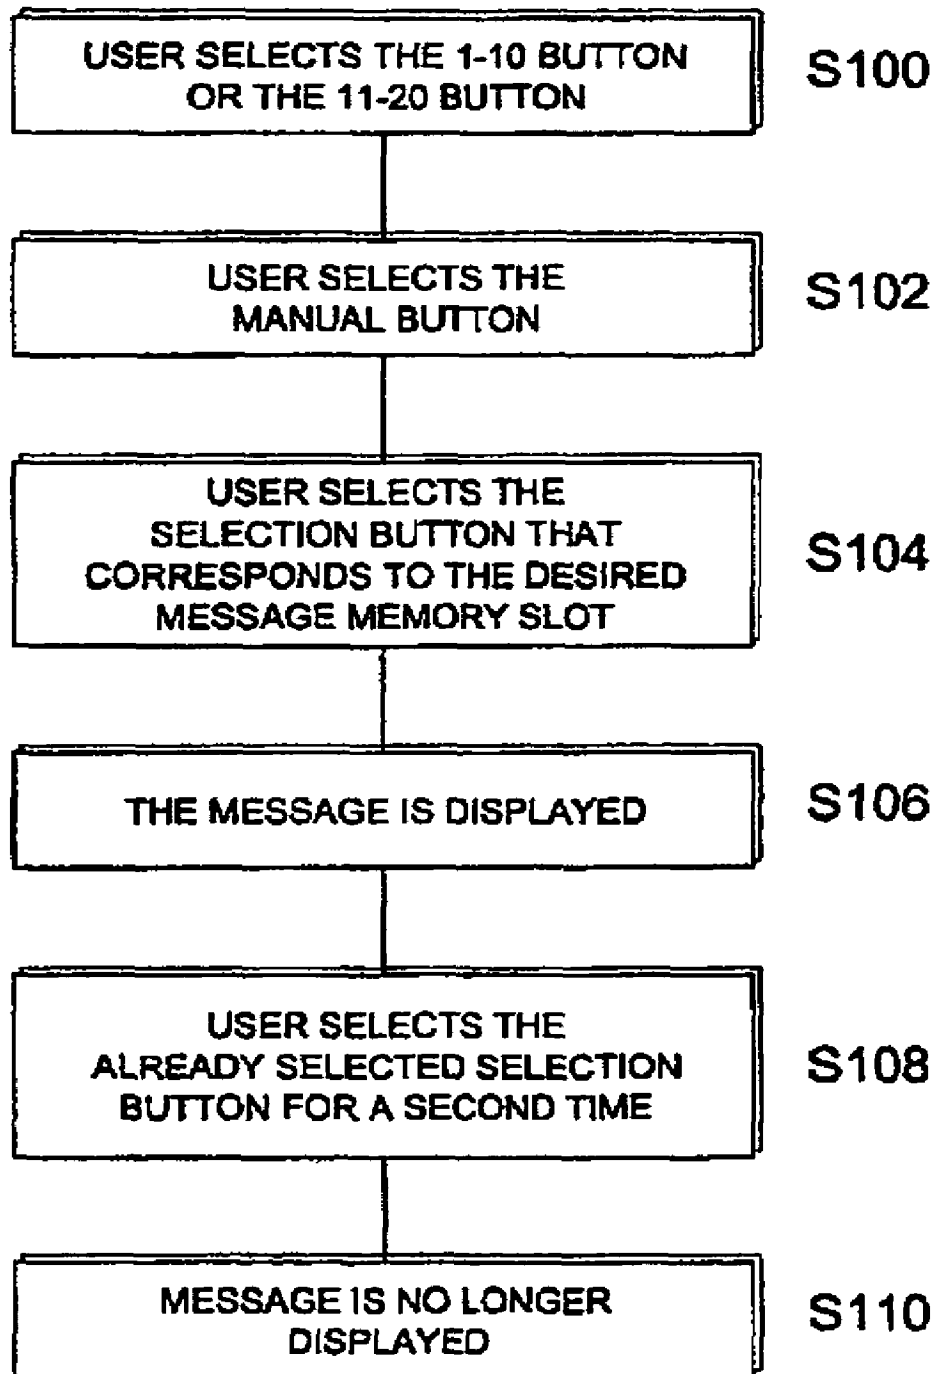 USER SELECTS THE 1-10 BUTTON
OR THE 11-20 BUTTON
S100
USER SELECTS THE
MANUAL BUTTON
S102
USER SELECTS THE
SELECTION BUTTON THAT
CORRESPONDS TO THE DESIRED
MESSAGE MEMORY SLOT
S104
THE MESSAGE IS DISPLAYED
S106
USER SELECTS THE
ALREADY SELECTED SELECTION
BUTTON FOR A SECOND TIME
S108
MESSAGE IS NO LONGER
DISPLAYED
S110